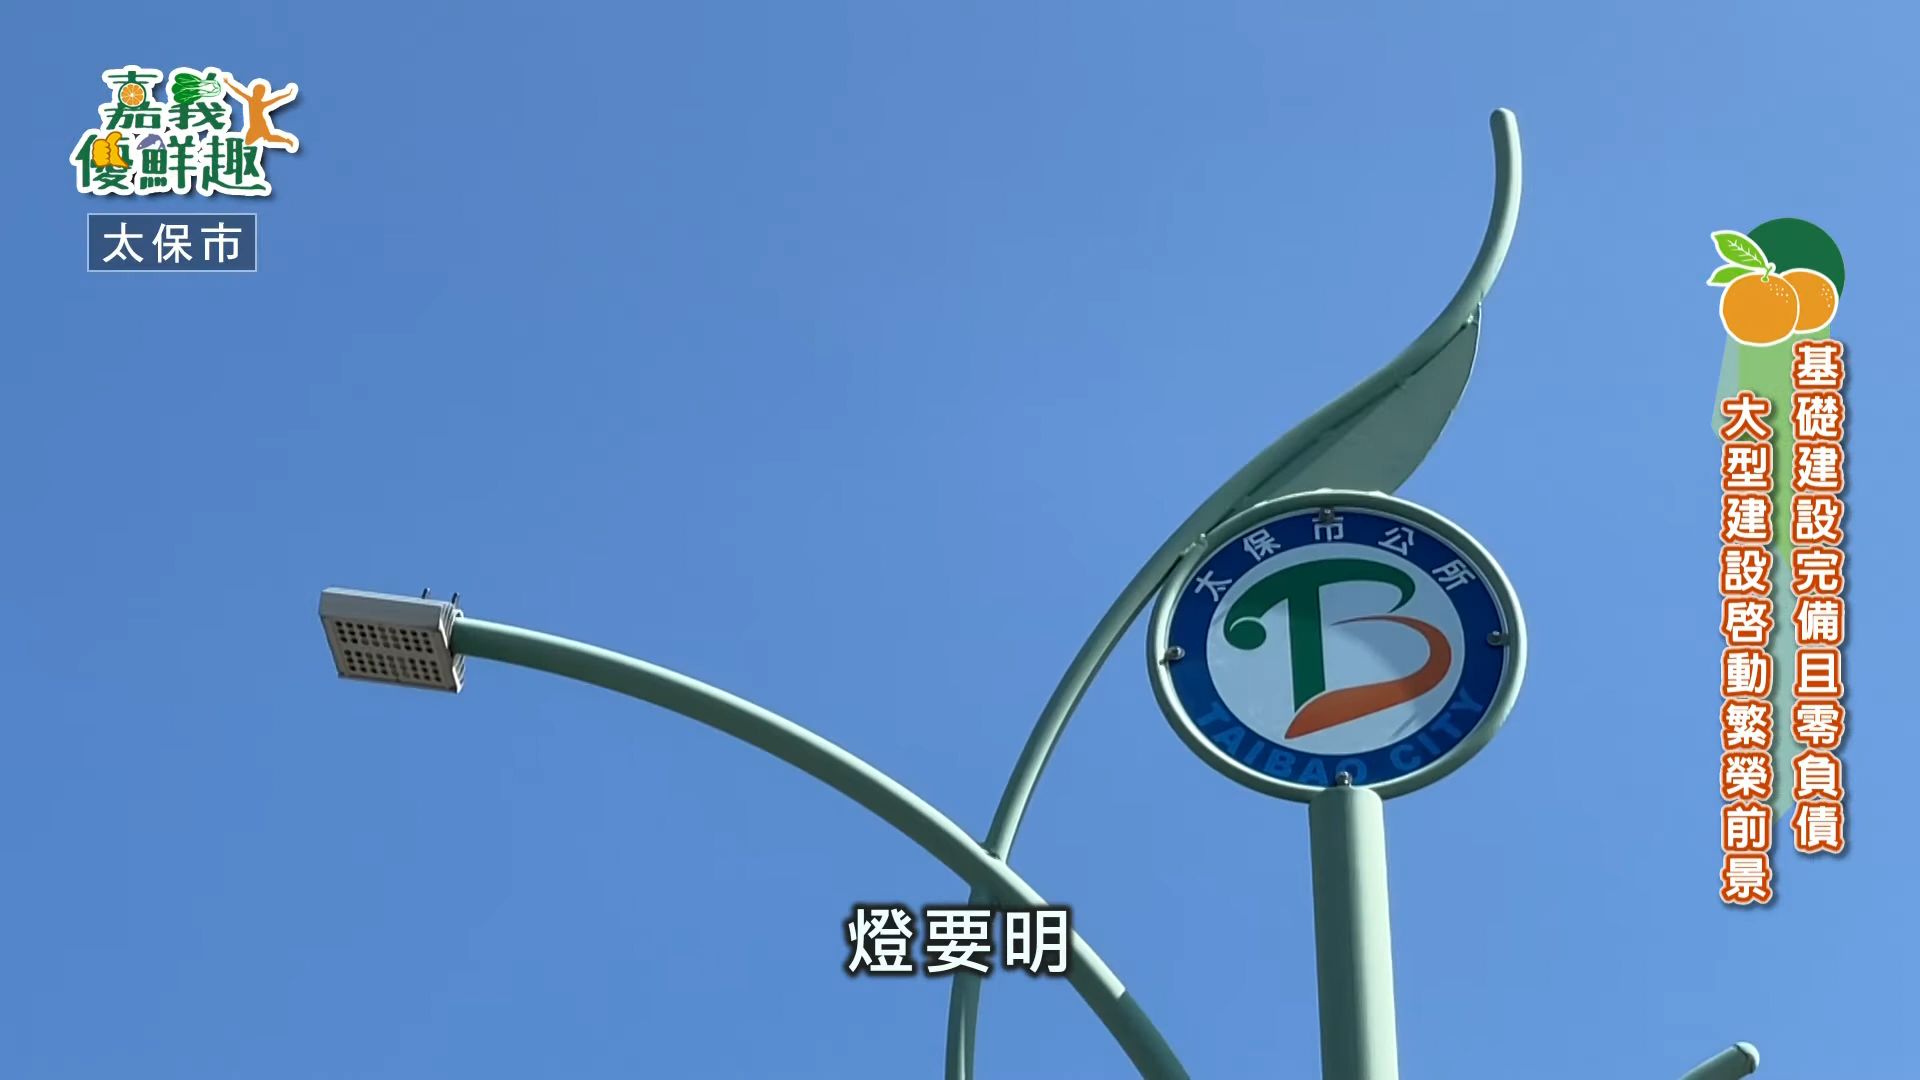 嘉義
優鮮趣
太保市
基礎建設完備且零負債
大型建設啓動繁榮前景
太保市公所
TB
TAIBAO CITY
燈要明